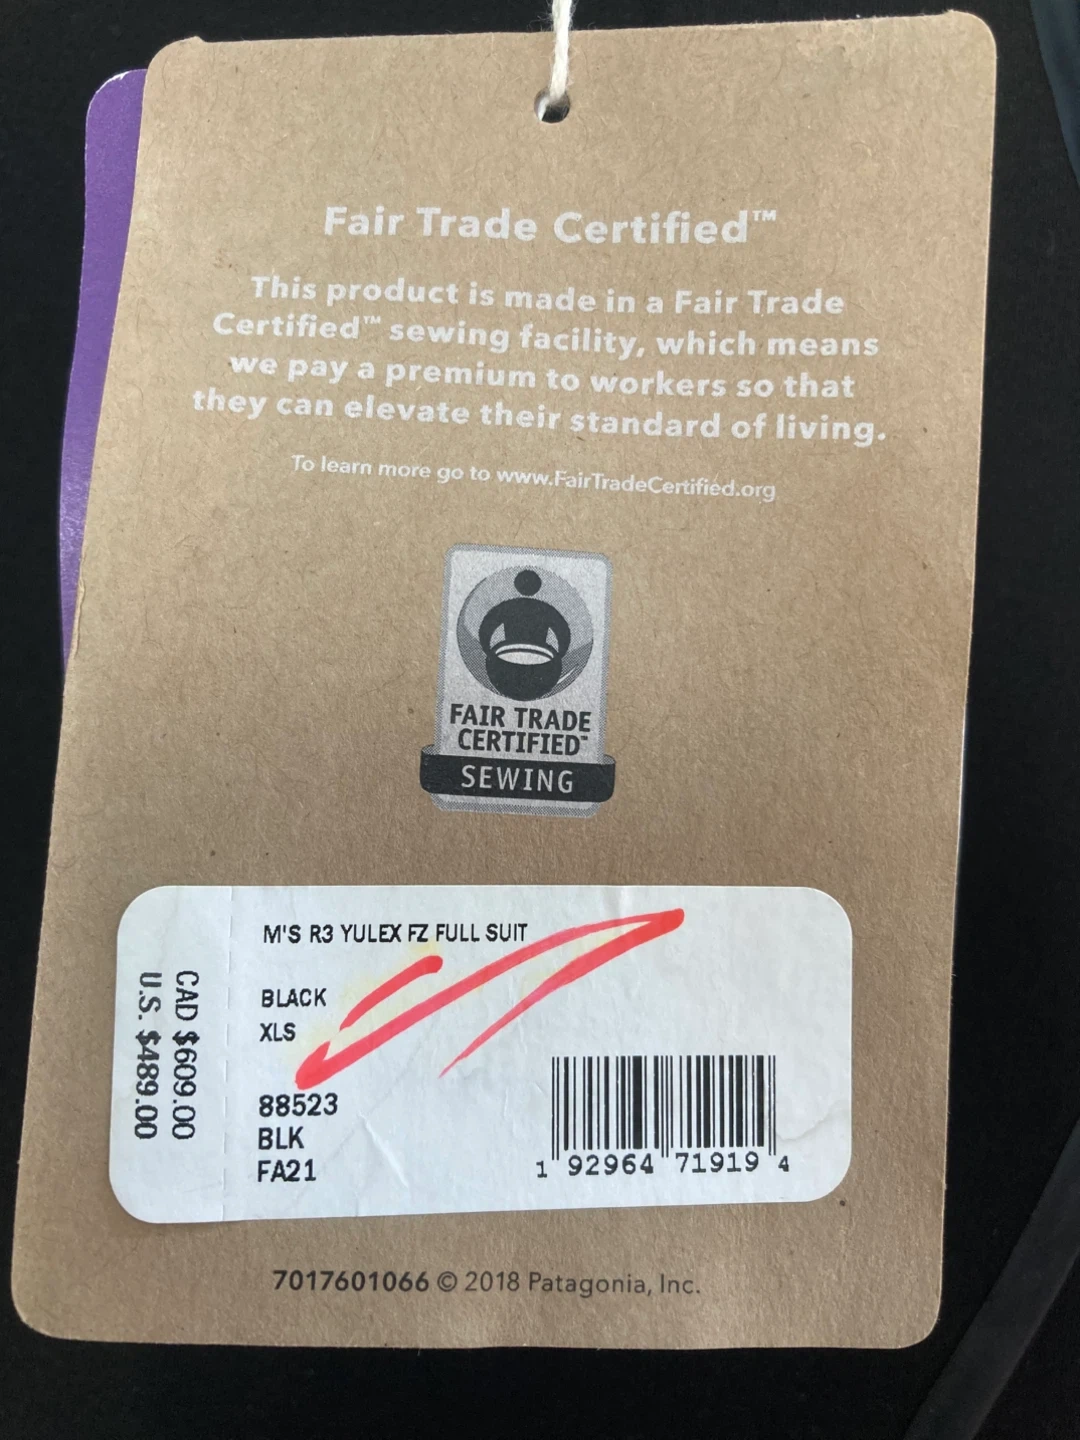 Fair Trade Certified™
This product is made in a Fair Trade
Certified™ sewing facility, which means
we pay a premium to workers so that
they can elevate their standard of living.
To learn more go to www.FairTradeCertified.org
FAIR TRADE
CERTIFIED™
SEWING
M'S R3 YULEX FZ FULL SUIT
BLACK
XLS
88523
BLK
FA21
CAD $609.00
U.S. $489.00
1 92964 71919 4
7017601066 © 2018 Patagonia, Inc.